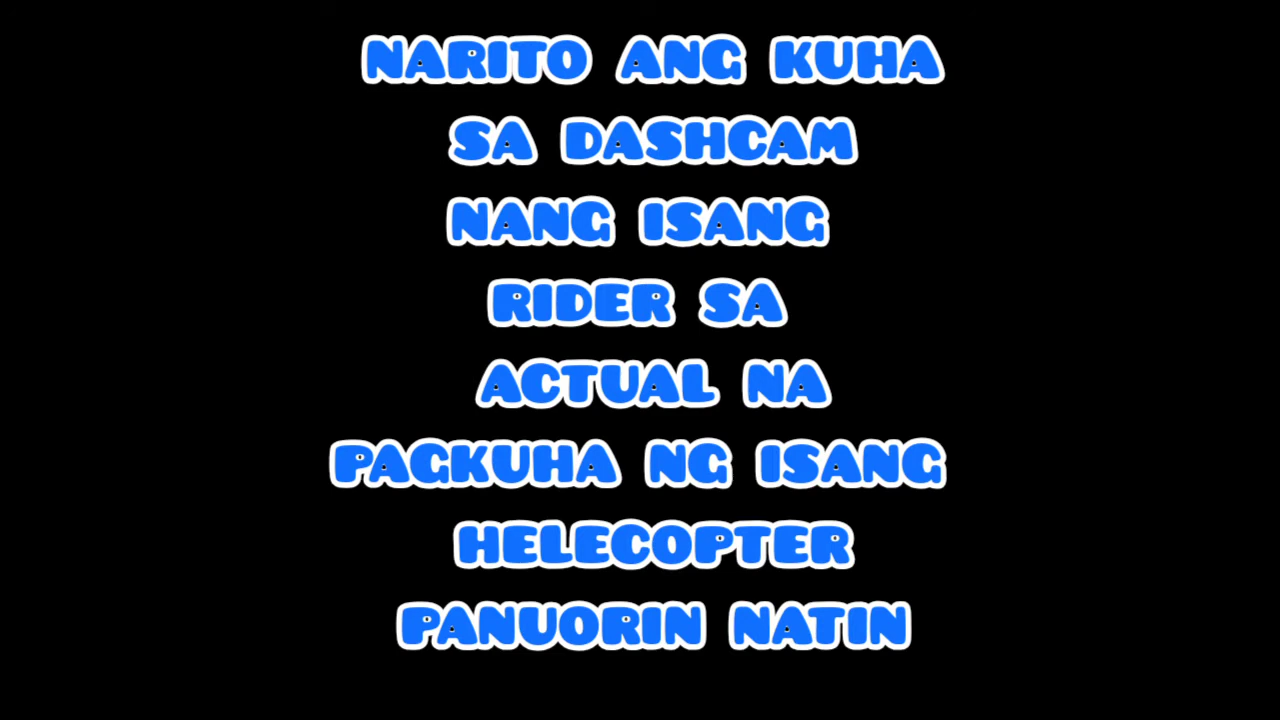 NARITO ANG KUHA
SA DASHCAM
NANG ISANG
RIDER SA
ACTUAL NA
PAGKUHA NG ISANG
HELECOPTER
PANUORIN NATIN